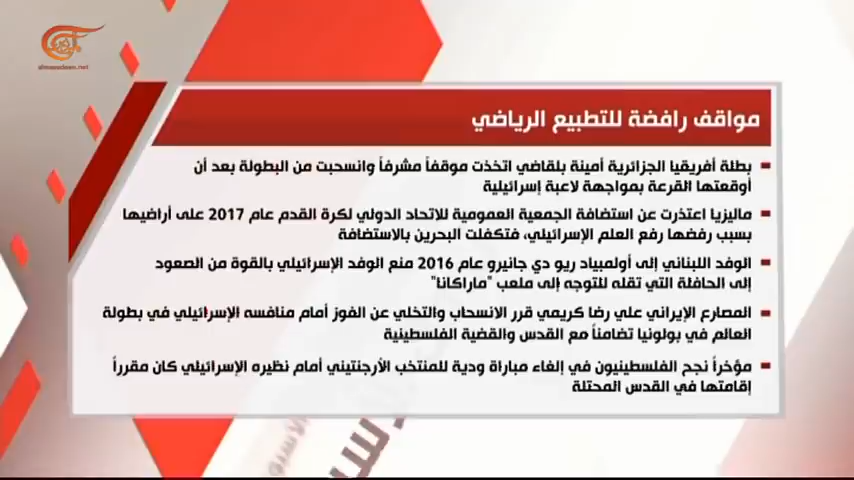 الميادين
almayadeen.net
مواقف رافضة للتطبيع الرياضي
بطلة أفريقيا الجزائرية أمينة بلقاضي اتخذت موقفاً مشرفاً وانسحبت من البطولة بعد أن
أوقعتها القرعة بمواجهة لاعبة إسرائيلية
ماليزيا اعتذرت عن استضافة الجمعية العمومية للاتحاد الدولي لكرة القدم عام 2017 على أراضيها
بسبب رفضها رفع العلم الإسرائيلي، فتكفلت البحرين بالاستضافة
الوفد اللبناني إلى أولمبياد ريو دي جانيرو عام 2016 منع الوفد الإسرائيلي بالقوة من الصعود
إلى الحافلة التي تقله للتوجه إلى ملعب "ماراكانا"
المصارع الإيراني علي رضا كريمي قرر الانسحاب والتخلي عن الفوز أمام منافسه الإسرائيلي في بطولة
العالم في بولونيا تضامناً مع القدس والقضية الفلسطينية
مؤخراً نجح الفلسطينيون في إلغاء مباراة ودية للمنتخب الأرجنتيني أمام نظيره الإسرائيلي كان مقرراً
إقامتها في القدس المحتلة